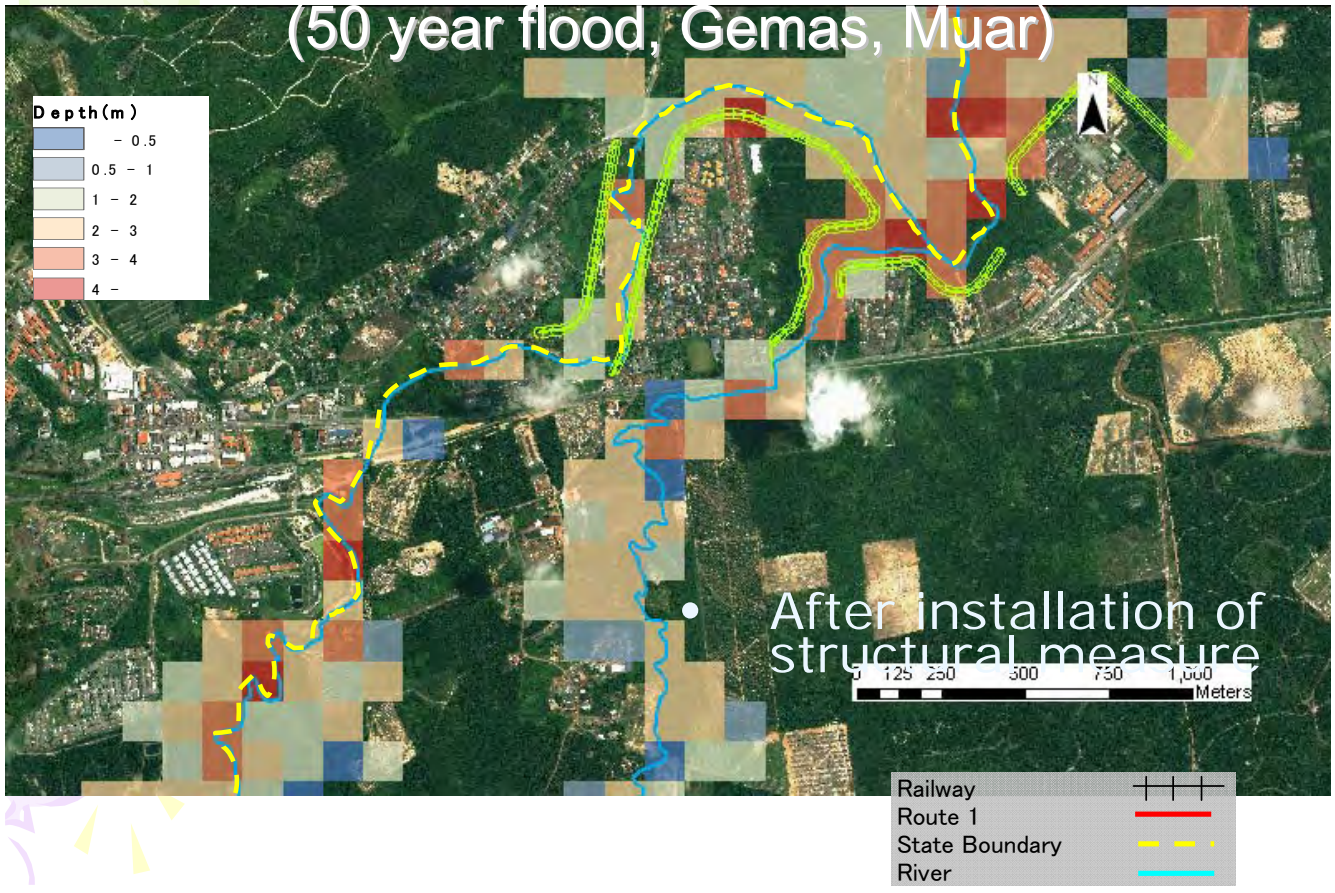 (50 year flood, Gemas, Muar)
N
Depth(m)
- 0.5
0.5 - 1
1 - 2
2 - 3
3 - 4
4 -
• After installation of
structural measure
0 125 250 500 750 1,000
Meters
Railway
Route 1
State Boundary
River